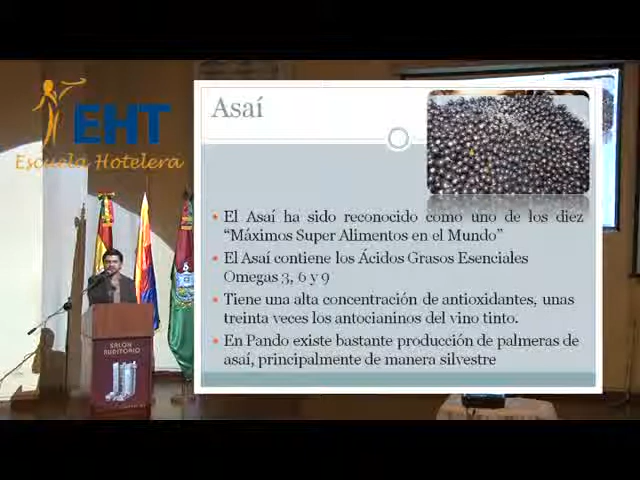 EHT
Escuela Hotelera
Asaí
El Asaí ha sido reconocido como uno de los diez
“Máximos Super Alimentos en el Mundo”
El Asaí contiene los Ácidos Grasos Esenciales
Omegas 3, 6 y 9
Tiene una alta concentración de antioxidantes, unas
treinta veces los antocianinos del vino tinto.
En Pando existe bastante producción de palmeras de
asaí, principalmente de manera silvestre
SALON
AUDITORIO